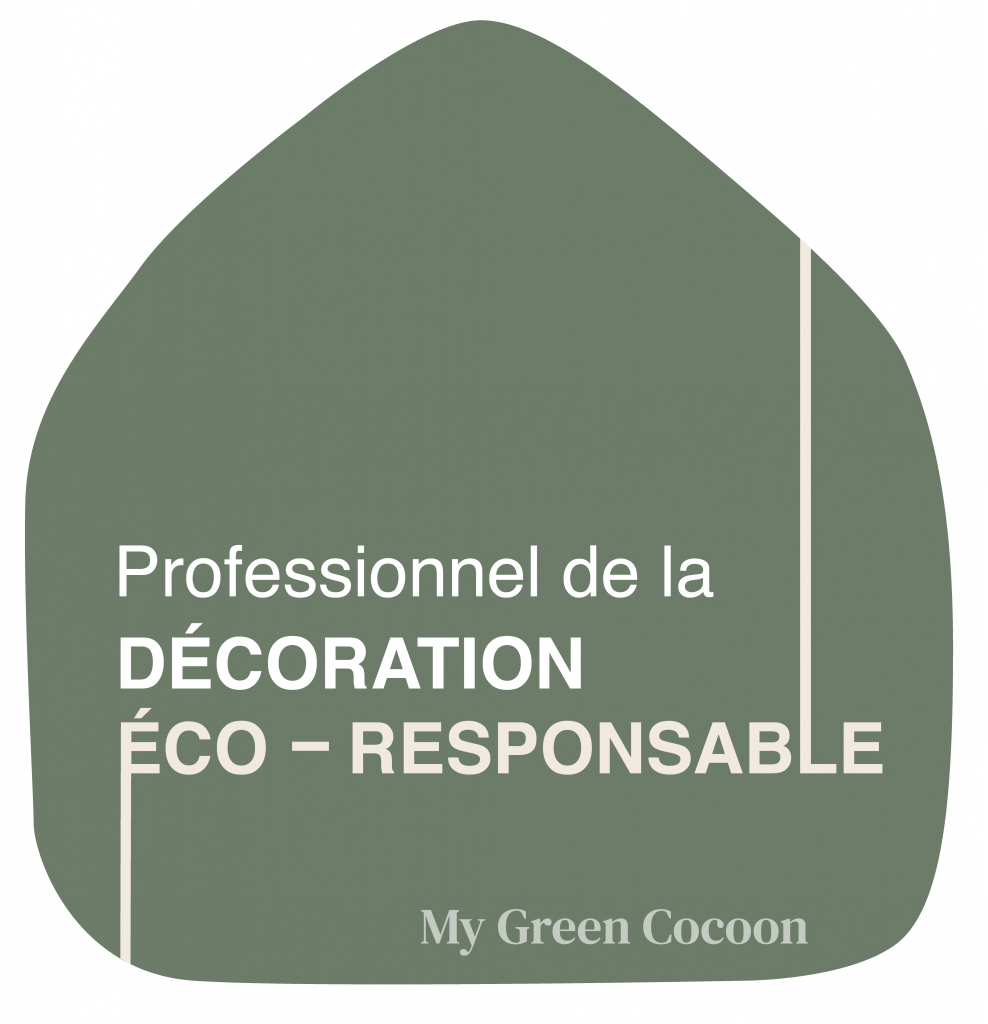 Professionnel de la
DÉCORATION
ÉCO – RESPONSABLE
My Green Cocoon